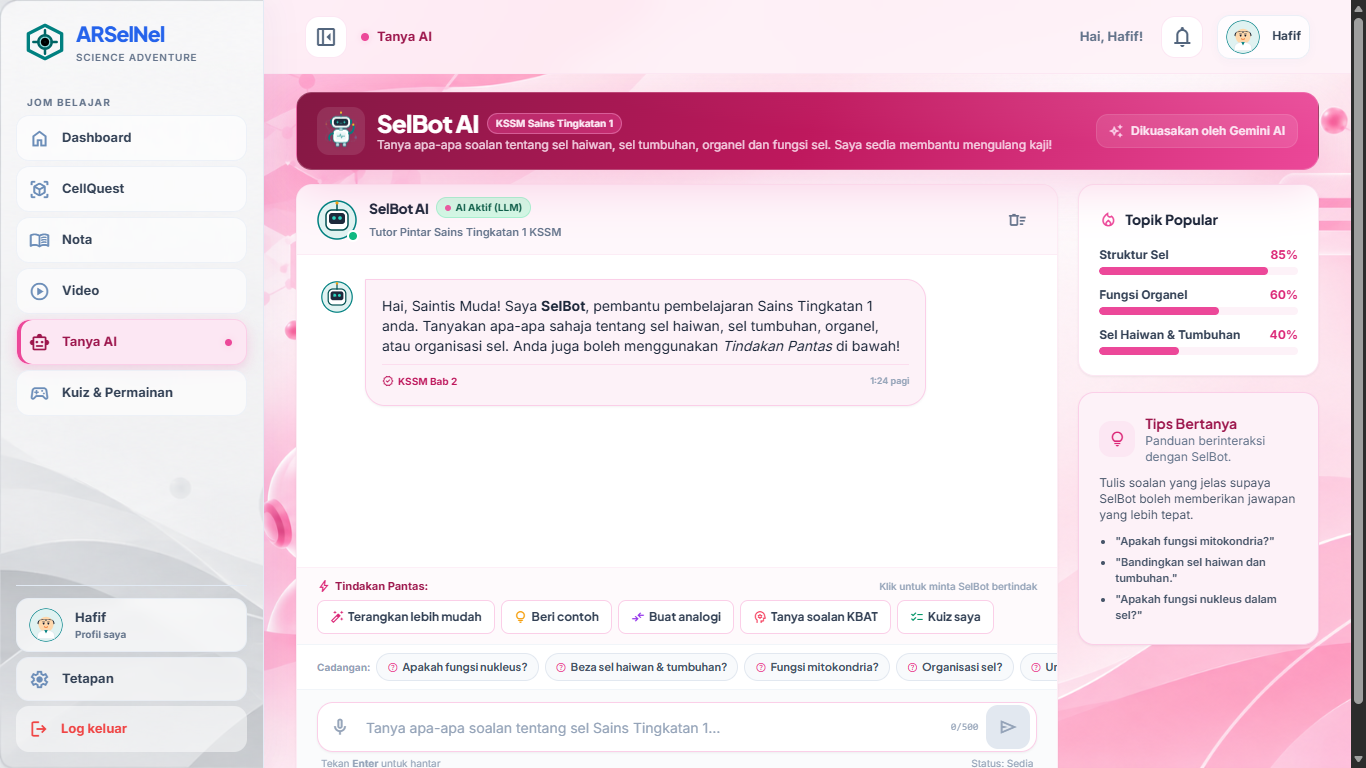 ARSelNel
SCIENCE ADVENTURE
JOM BELAJAR
Dashboard
CellQuest
Nota
Video
Tanya AI
Kuiz & Permainan
Hafif
Profil saya
Tetapan
Log keluar
Tanya AI
Hai, Hafif!
Hafif
SelBot AI
KSSM Sains Tingkatan 1
Tanya apa-apa soalan tentang sel haiwan, sel tumbuhan, organel dan fungsi sel. Saya sedia membantu mengulang kaji!
Dikuasakan oleh Gemini AI
SelBot AI
AI Aktif (LLM)
Tutor Pintar Sains Tingkatan 1 KSSM
Hai, Saintis Muda! Saya SelBot, pembantu pembelajaran Sains Tingkatan 1
anda. Tanyakan apa-apa sahaja tentang sel haiwan, sel tumbuhan, organel,
atau organisasi sel. Anda juga boleh menggunakan Tindakan Pantas di bawah!
KSSM Bab 2
1:24 pagi
Tindakan Pantas:
Klik untuk minta SelBot bertindak
Terangkan lebih mudah
Beri contoh
Buat analogi
Tanya soalan KBAT
Kuiz saya
Cadangan:
Apakah fungsi nukleus?
Beza sel haiwan & tumbuhan?
Fungsi mitokondria?
Organisasi sel?
Tanya apa-apa soalan tentang sel Sains Tingkatan 1...
0/500
Tekan Enter untuk hantar
Status: Sedia
Topik Popular
Struktur Sel
85%
Fungsi Organel
60%
Sel Haiwan & Tumbuhan
40%
Tips Bertanya
Panduan berinteraksi
dengan SelBot.
Tulis soalan yang jelas supaya
SelBot boleh memberikan jawapan
yang lebih tepat.
"Apakah fungsi mitokondria?"
"Bandingkan sel haiwan dan
tumbuhan."
"Apakah fungsi nukleus dalam
sel?"